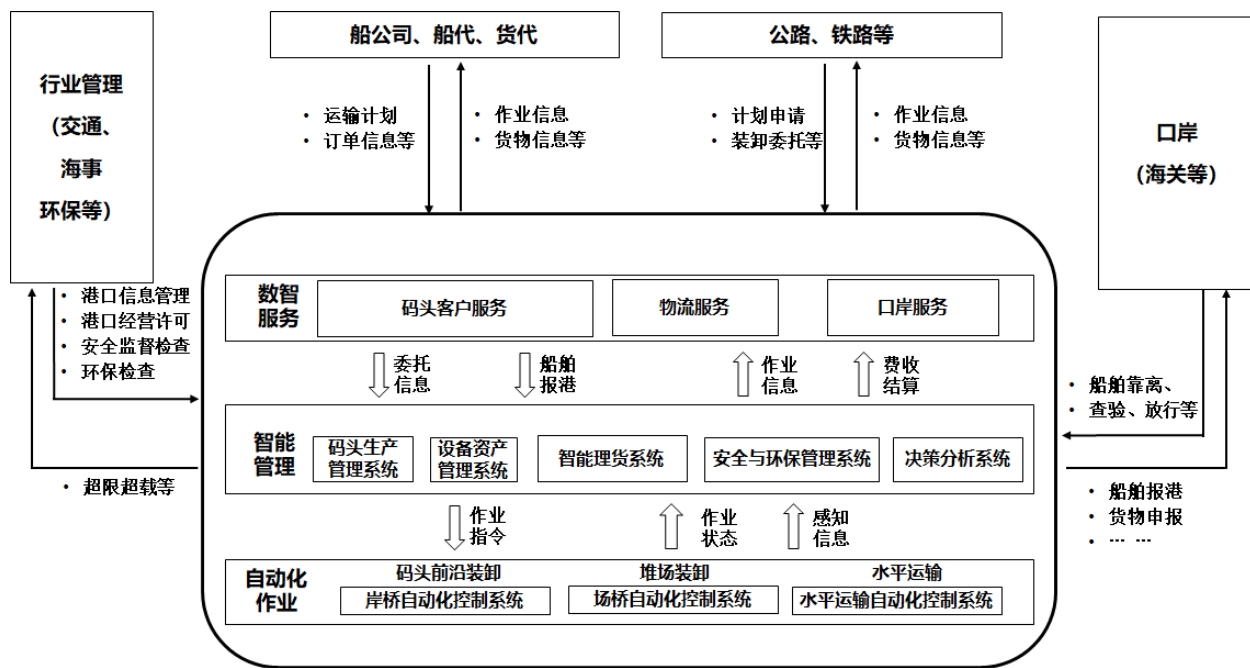 船公司、船代、货代
公路、铁路等
行业管理
（交通、
海事
环保等）
口岸
（海关等）
• 运输计划
• 订单信息等
• 作业信息
• 货物信息等
• 计划申请
• 装卸委托等
• 作业信息
• 货物信息等
• 港口信息管理
• 港口经营许可
• 安全监督检查
• 环保检查
• 超限超载等
• 船舶靠离、
• 查验、放行等
• 船舶报港
• 货物申报
• … …
数智
服务
码头客户服务
物流服务
口岸服务
委托
信息
船舶
报港
作业
信息
费收
结算
智能
管理
码头生产
管理系统
设备资产
管理系统
智能理货系统
安全与环保管理系统
决策分析系统
作业
指令
作业
状态
感知
信息
自动化
作业
码头前沿装卸
岸桥自动化控制系统
堆场装卸
场桥自动化控制系统
水平运输
水平运输自动化控制系统